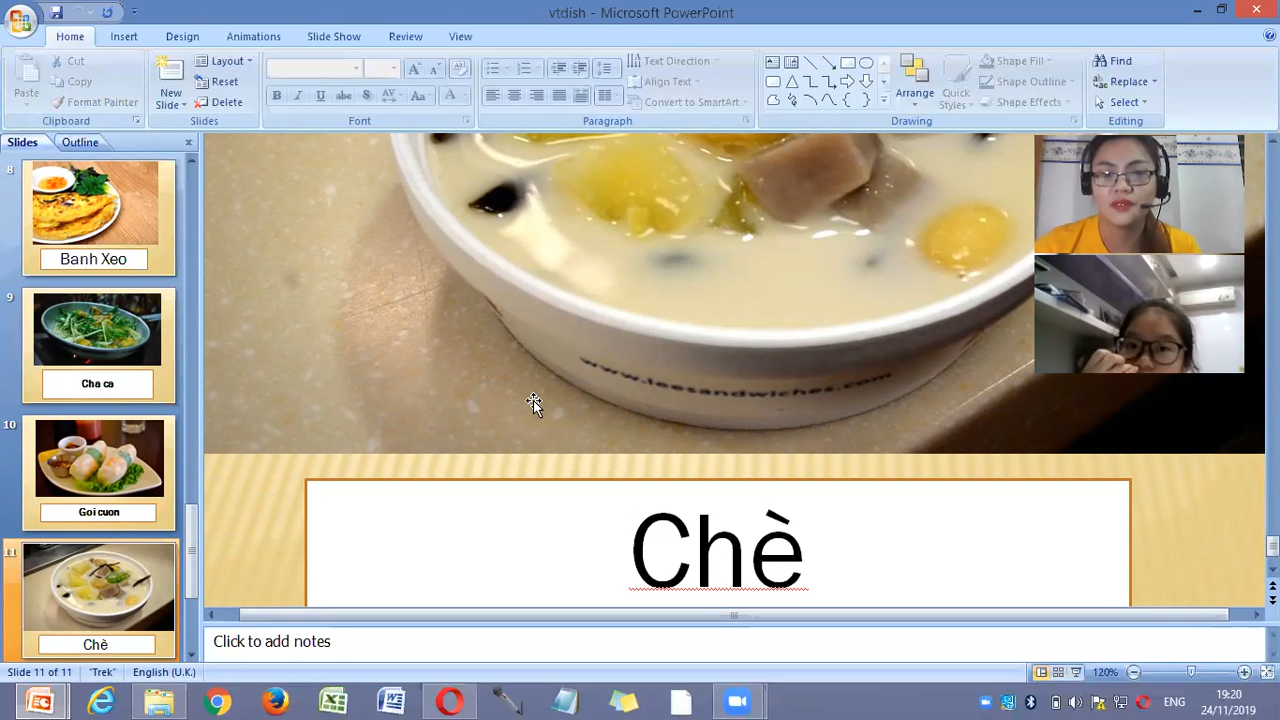 vtdish - Microsoft PowerPoint
Home Insert Design Animations Slide Show Review View
Paste
Cut
Copy
Format Painter
Clipboard
New Slide
Layout
Reset
Delete
Slides
B I U abc S AV Aa A
Font
Text Direction
Align Text
Convert to SmartArt
Paragraph
Arrange
Quick Styles
Shape Fill
Shape Outline
Shape Effects
Drawing
Find
Replace
Select
Editing
Slides Outline
8
Banh Xeo
9
Cha ca
10
Goi cuon
11
Chè
www.leesandwiches.com
Chè
Click to add notes
Slide 11 of 11 "Trek" English (U.K.) 120%
ENG
19:20
24/11/2019